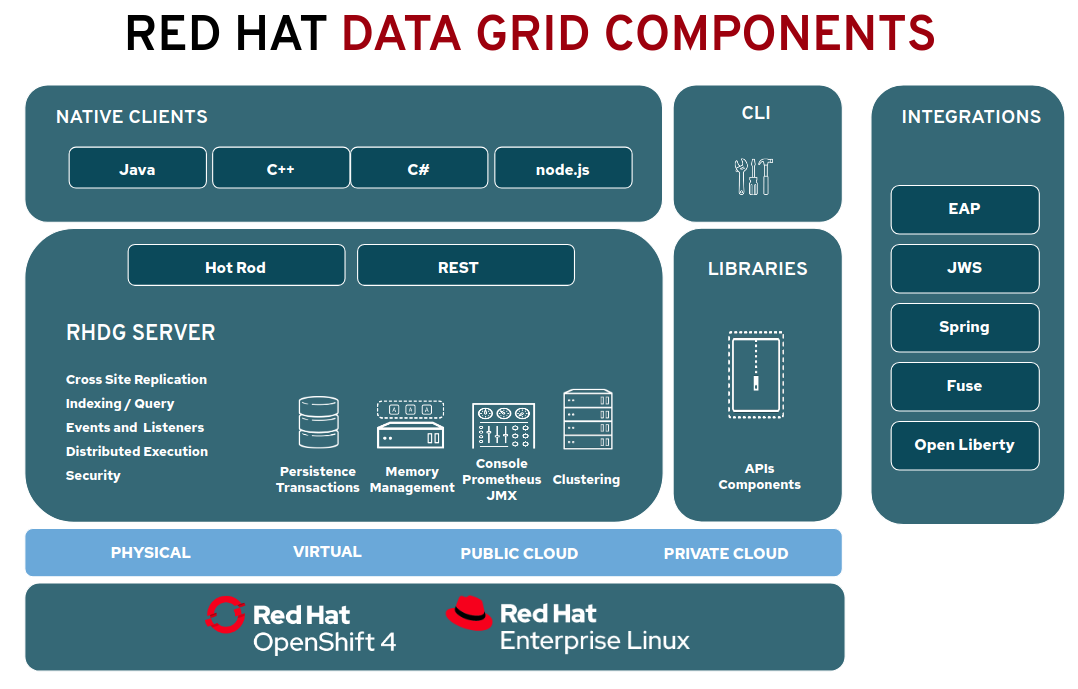 RED HAT DATA GRID COMPONENTS
NATIVE CLIENTS
Java
C++
C#
node.js
CLI
INTEGRATIONS
EAP
JWS
Spring
Fuse
Open Liberty
Hot Rod
REST
RHDG SERVER
Cross Site Replication
Indexing / Query
Events and Listeners
Distributed Execution
Security
Persistence
Transactions
A A A
Memory
Management
Console
Prometheus
JMX
Clustering
LIBRARIES
APIs
Components
PHYSICAL
VIRTUAL
PUBLIC CLOUD
PRIVATE CLOUD
Red Hat
OpenShift 4
Red Hat
Enterprise Linux